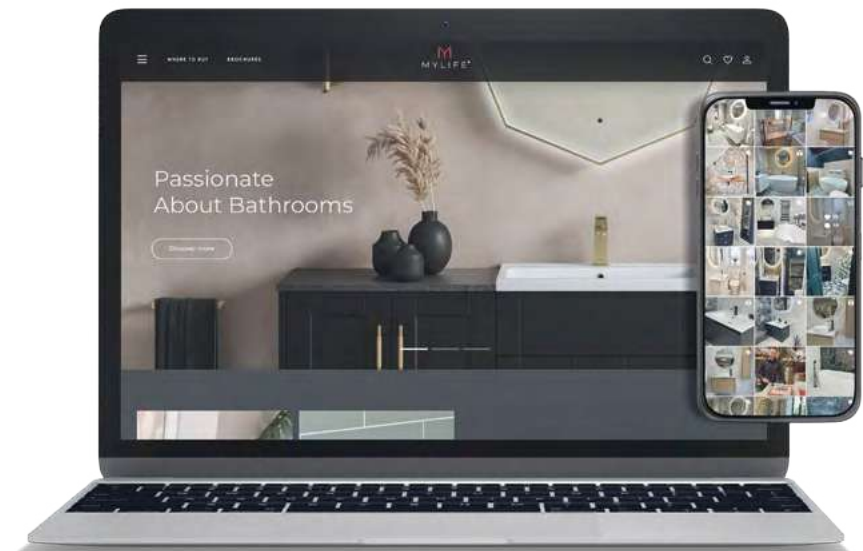 WHERE TO BUY
BROCHURES
MYLIFE
Passionate
About Bathrooms
Discover more